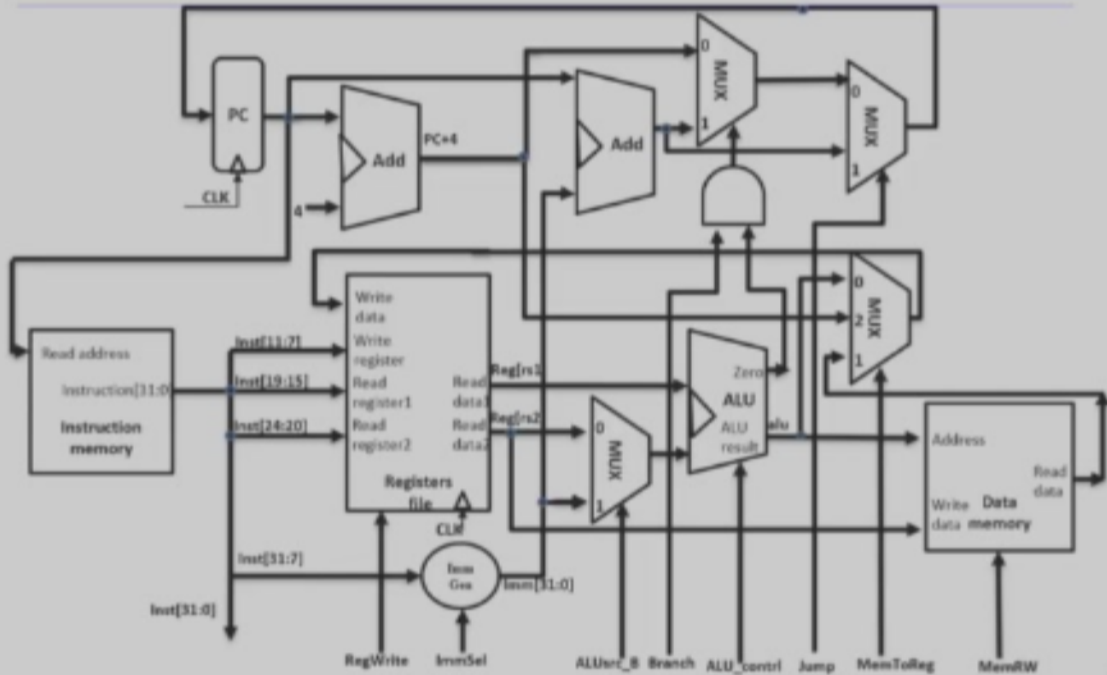 PC
CLK
Add
4
PC+4
Add
0
MUX
1
0
MUX
1
Read address
Instruction[31:0
Instruction
memory
Inst[11:7]
Inst[19:15]
Inst[24:20]
Inst[31:7]
Inst[31:0]
Write
data
Write
register
Read
register1
Read
register2
Read
data1
Read
data2
Registers
file
CLK
Reg[rs1
Reg[rs2
Imm
Gen
Imm[31:0]
0
MUX
1
Zero
ALU
ALU
result
alu
0
MUX
2
1
Address
Read
data
Write
data
Data
memory
RegWrite
ImmSel
ALUsrc_B
Branch
ALU_contrl
Jump
MemToReg
MemRW